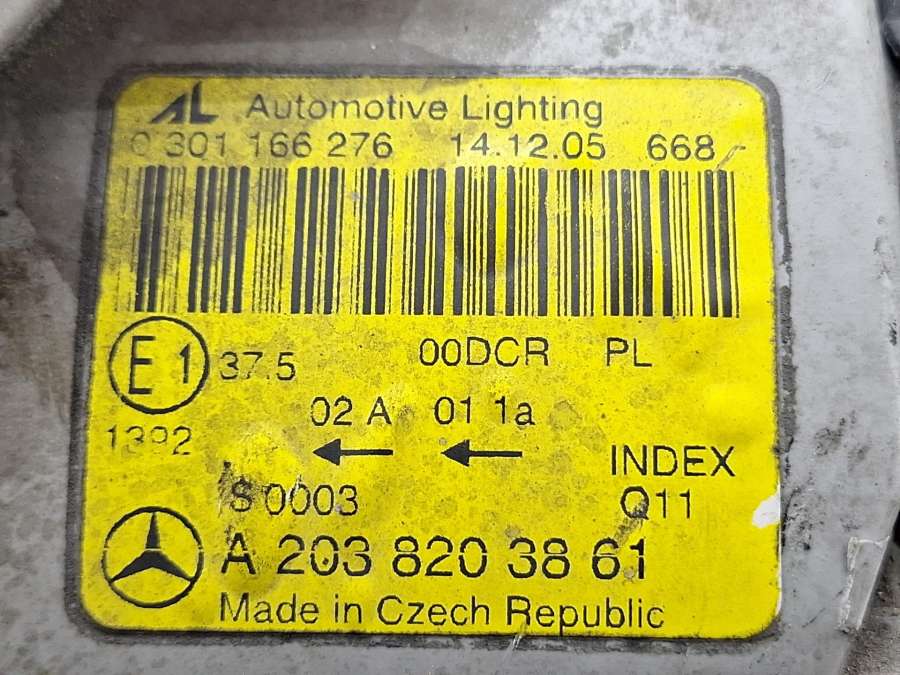 AL Automotive Lighting
0 301 166 276 14.12.05 668
E1 37.5 00DCR PL
02 A 01 1a
1392
INDEX
S 0003 Q11
A 203 820 38 61
Made in Czech Republic